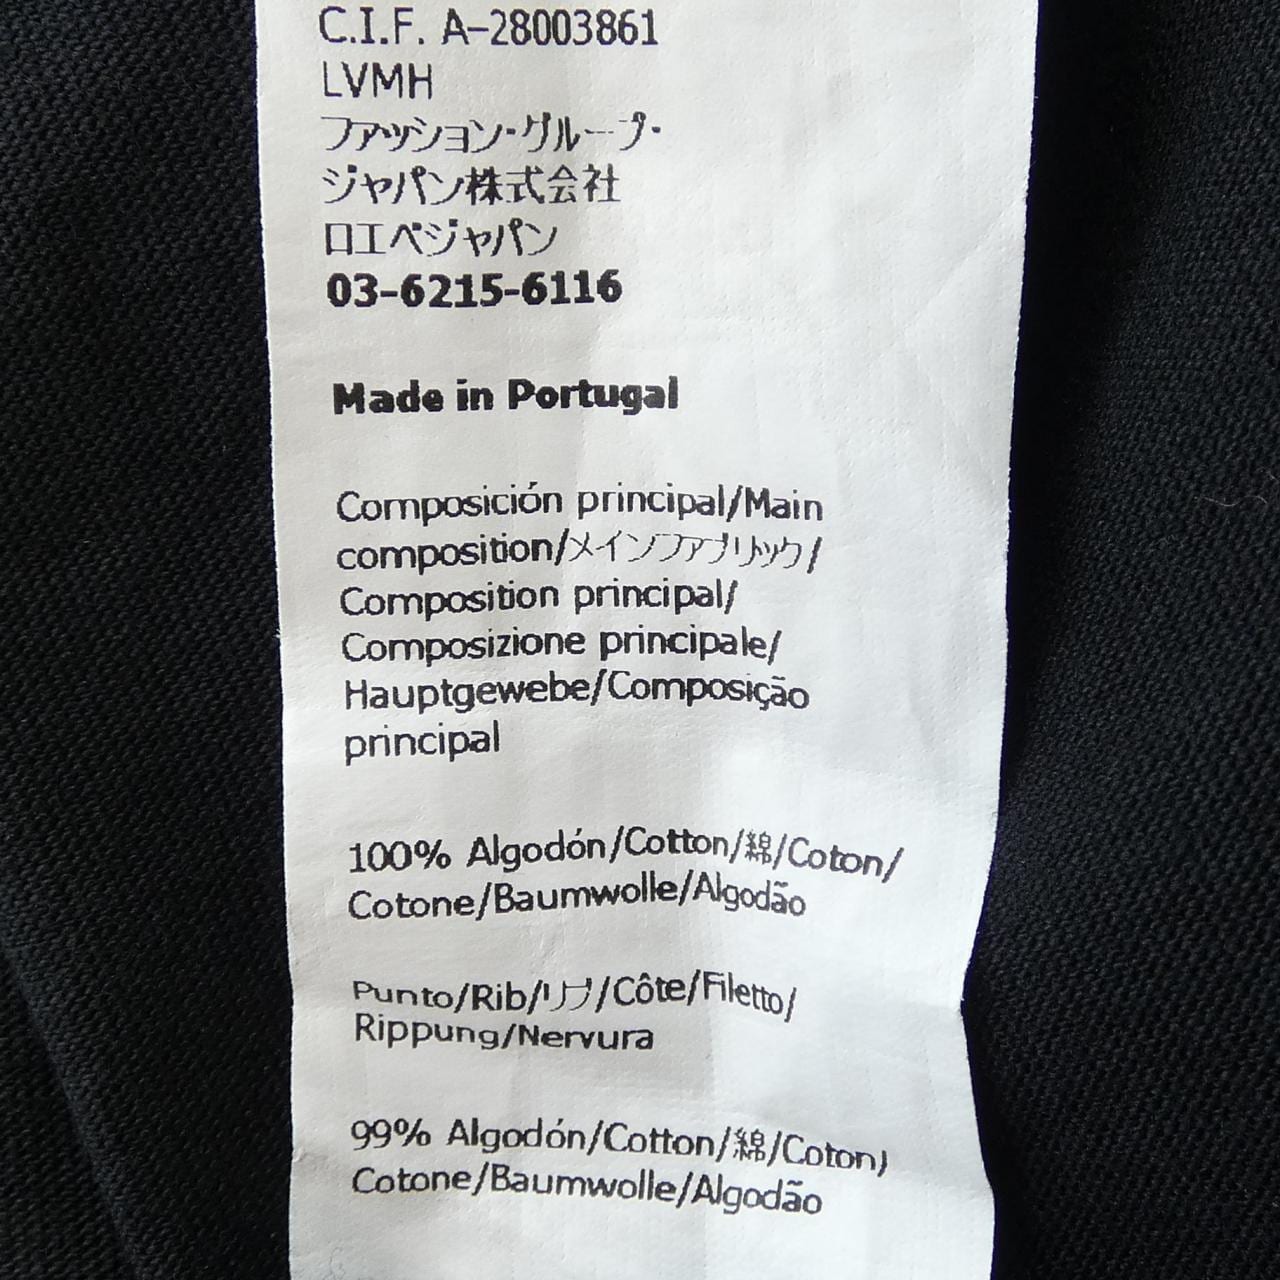 C.I.F. A-28003861
LVMH
ファッション・グループ・
ジャパン株式会社
ロエベジャパン
03-6215-6116
Made in Portugal
Composición principal/Main
composition/メインファブリック/
Composition principal/
Composizione principale/
Hauptgewebe/Composição
principal
100% Algodón/Cotton/綿/Coton/
Cotone/Baumwolle/Algodão
Punto/Rib/リブ/Côte/Filetto/
Rippung/Nervura
99% Algodón/Cotton/綿/Coton/
Cotone/Baumwolle/Algodão